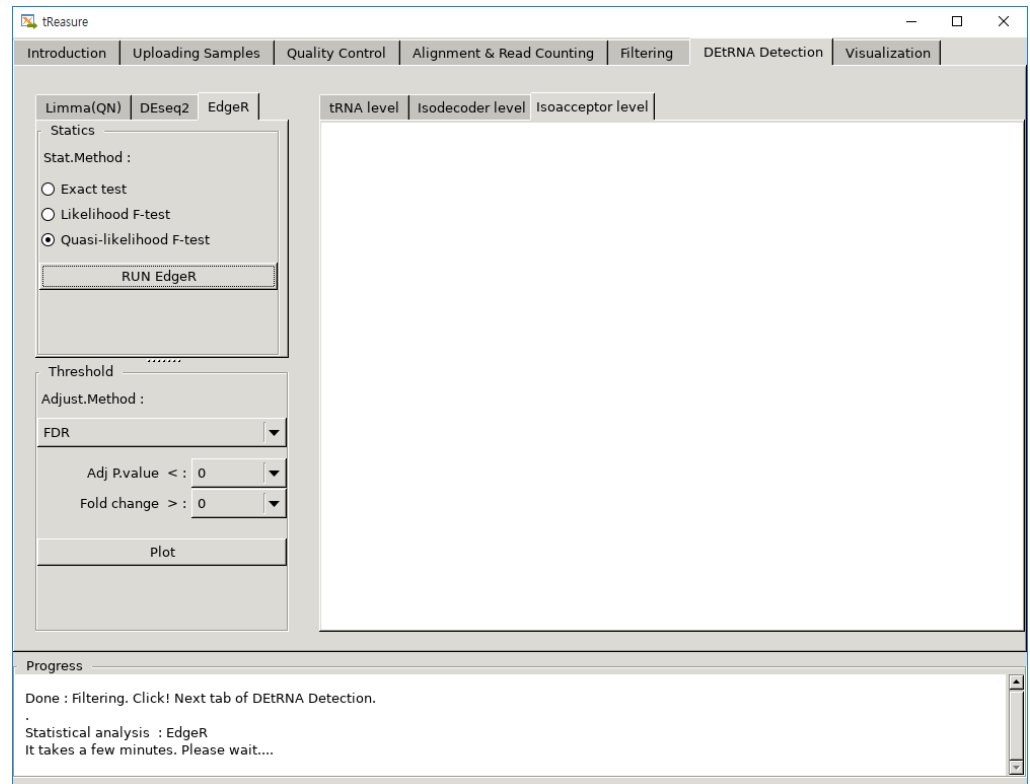 tReasure
Introduction Uploading Samples Quality Control Alignment & Read Counting Filtering DEtRNA Detection Visualization
Limma(QN) DEseq2 EdgeR
tRNA level Isodecoder level Isoacceptor level
Statics
Stat.Method :
Exact test
Likelihood F-test
Quasi-likelihood F-test
RUN EdgeR
Threshold
Adjust.Method :
FDR
Adj P.value < : 0
Fold change > : 0
Plot
Progress
Done : Filtering. Click! Next tab of DEtRNA Detection.
.
Statistical analysis : EdgeR
It takes a few minutes. Please wait....